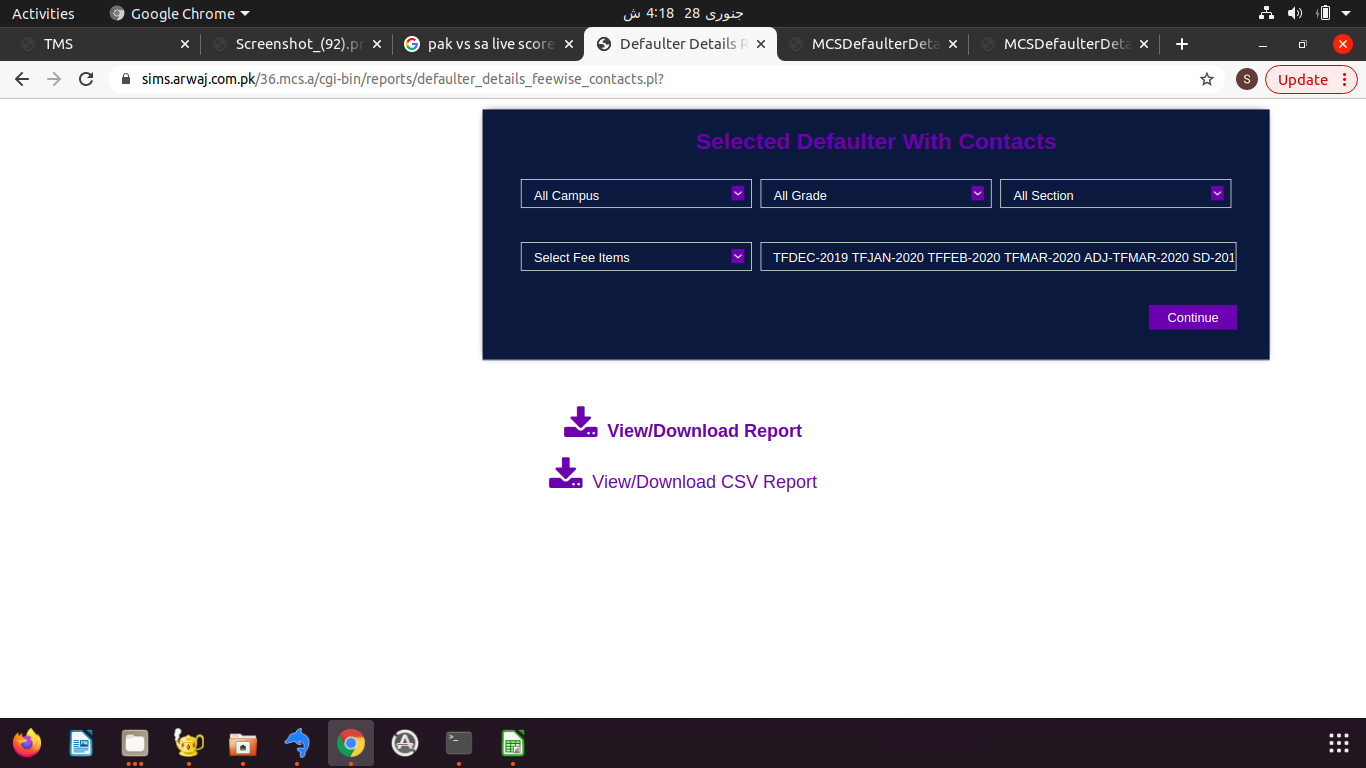 Activities
Google Chrome
جنوری 28  4:18 ش
TMS
Screenshot_(92).pr
pak vs sa live score
Defaulter Details R
MCSDefaulterDeta
MCSDefaulterDeta
sims.arwaj.com.pk/36.mcs.a/cgi-bin/reports/defaulter_details_feewise_contacts.pl?
S
Update
Selected Defaulter With Contacts
All Campus
All Grade
All Section
Select Fee Items
TFDEC-2019 TFJAN-2020 TFFEB-2020 TFMAR-2020 ADJ-TFMAR-2020 SD-201
Continue
View/Download Report
View/Download CSV Report